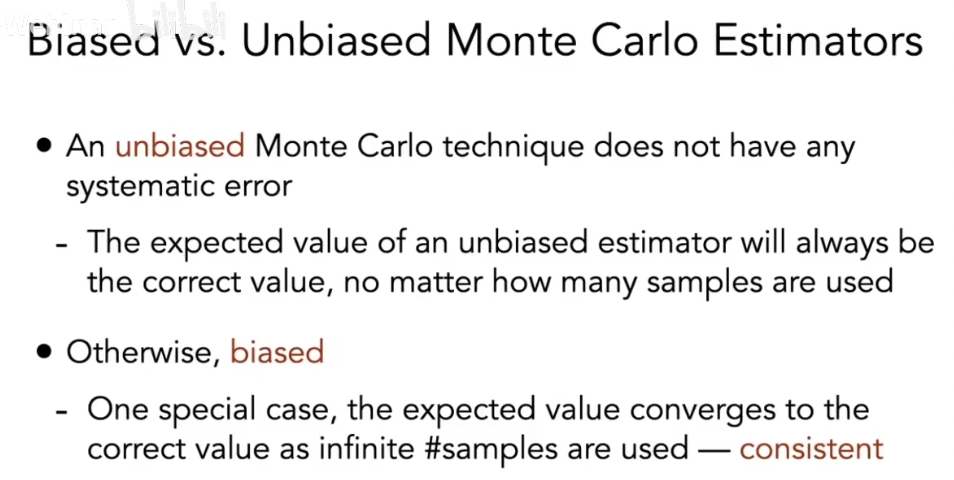 Biased vs. Unbiased Monte Carlo Estimators
• An unbiased Monte Carlo technique does not have any
systematic error
- The expected value of an unbiased estimator will always be
the correct value, no matter how many samples are used
• Otherwise, biased
- One special case, the expected value converges to the
correct value as infinite #samples are used — consistent